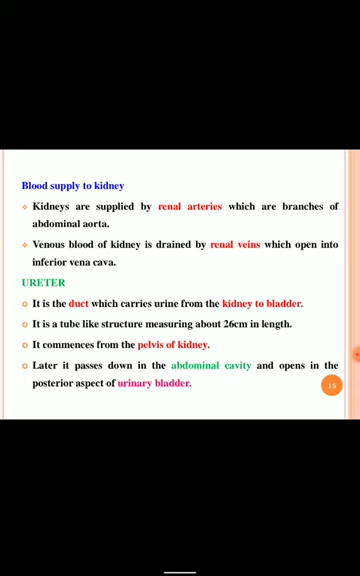 Blood supply to kidney
Kidneys are supplied by renal arteries which are branches of
abdominal aorta.
Venous blood of kidney is drained by renal veins which open into
inferior vena cava.
URETER
It is the duct which carries urine from the kidney to bladder.
It is a tube like structure measuring about 26cm in length.
It commences from the pelvis of kidney.
Later it passes down in the abdominal cavity and opens in the
posterior aspect of urinary bladder.
18